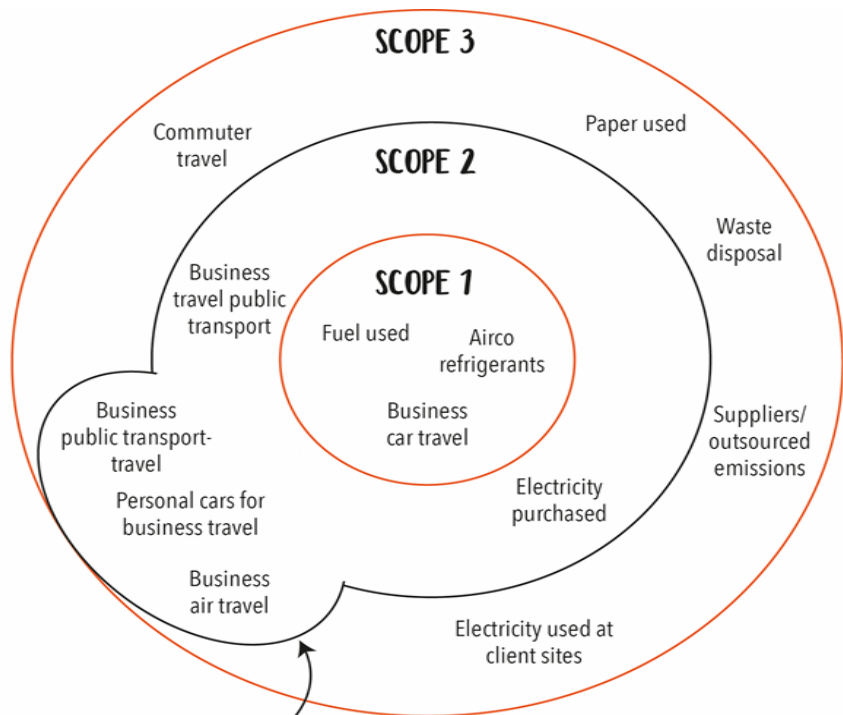 SCOPE 3
Commuter
travel
Paper used
SCOPE 2
Waste
disposal
Business
travel public
transport
SCOPE 1
Fuel used
Airco
refrigerants
Business
car travel
Business
public transport-
travel
Suppliers/
outsourced
emissions
Personal cars for
business travel
Electricity
purchased
Business
air travel
Electricity used at
client sites